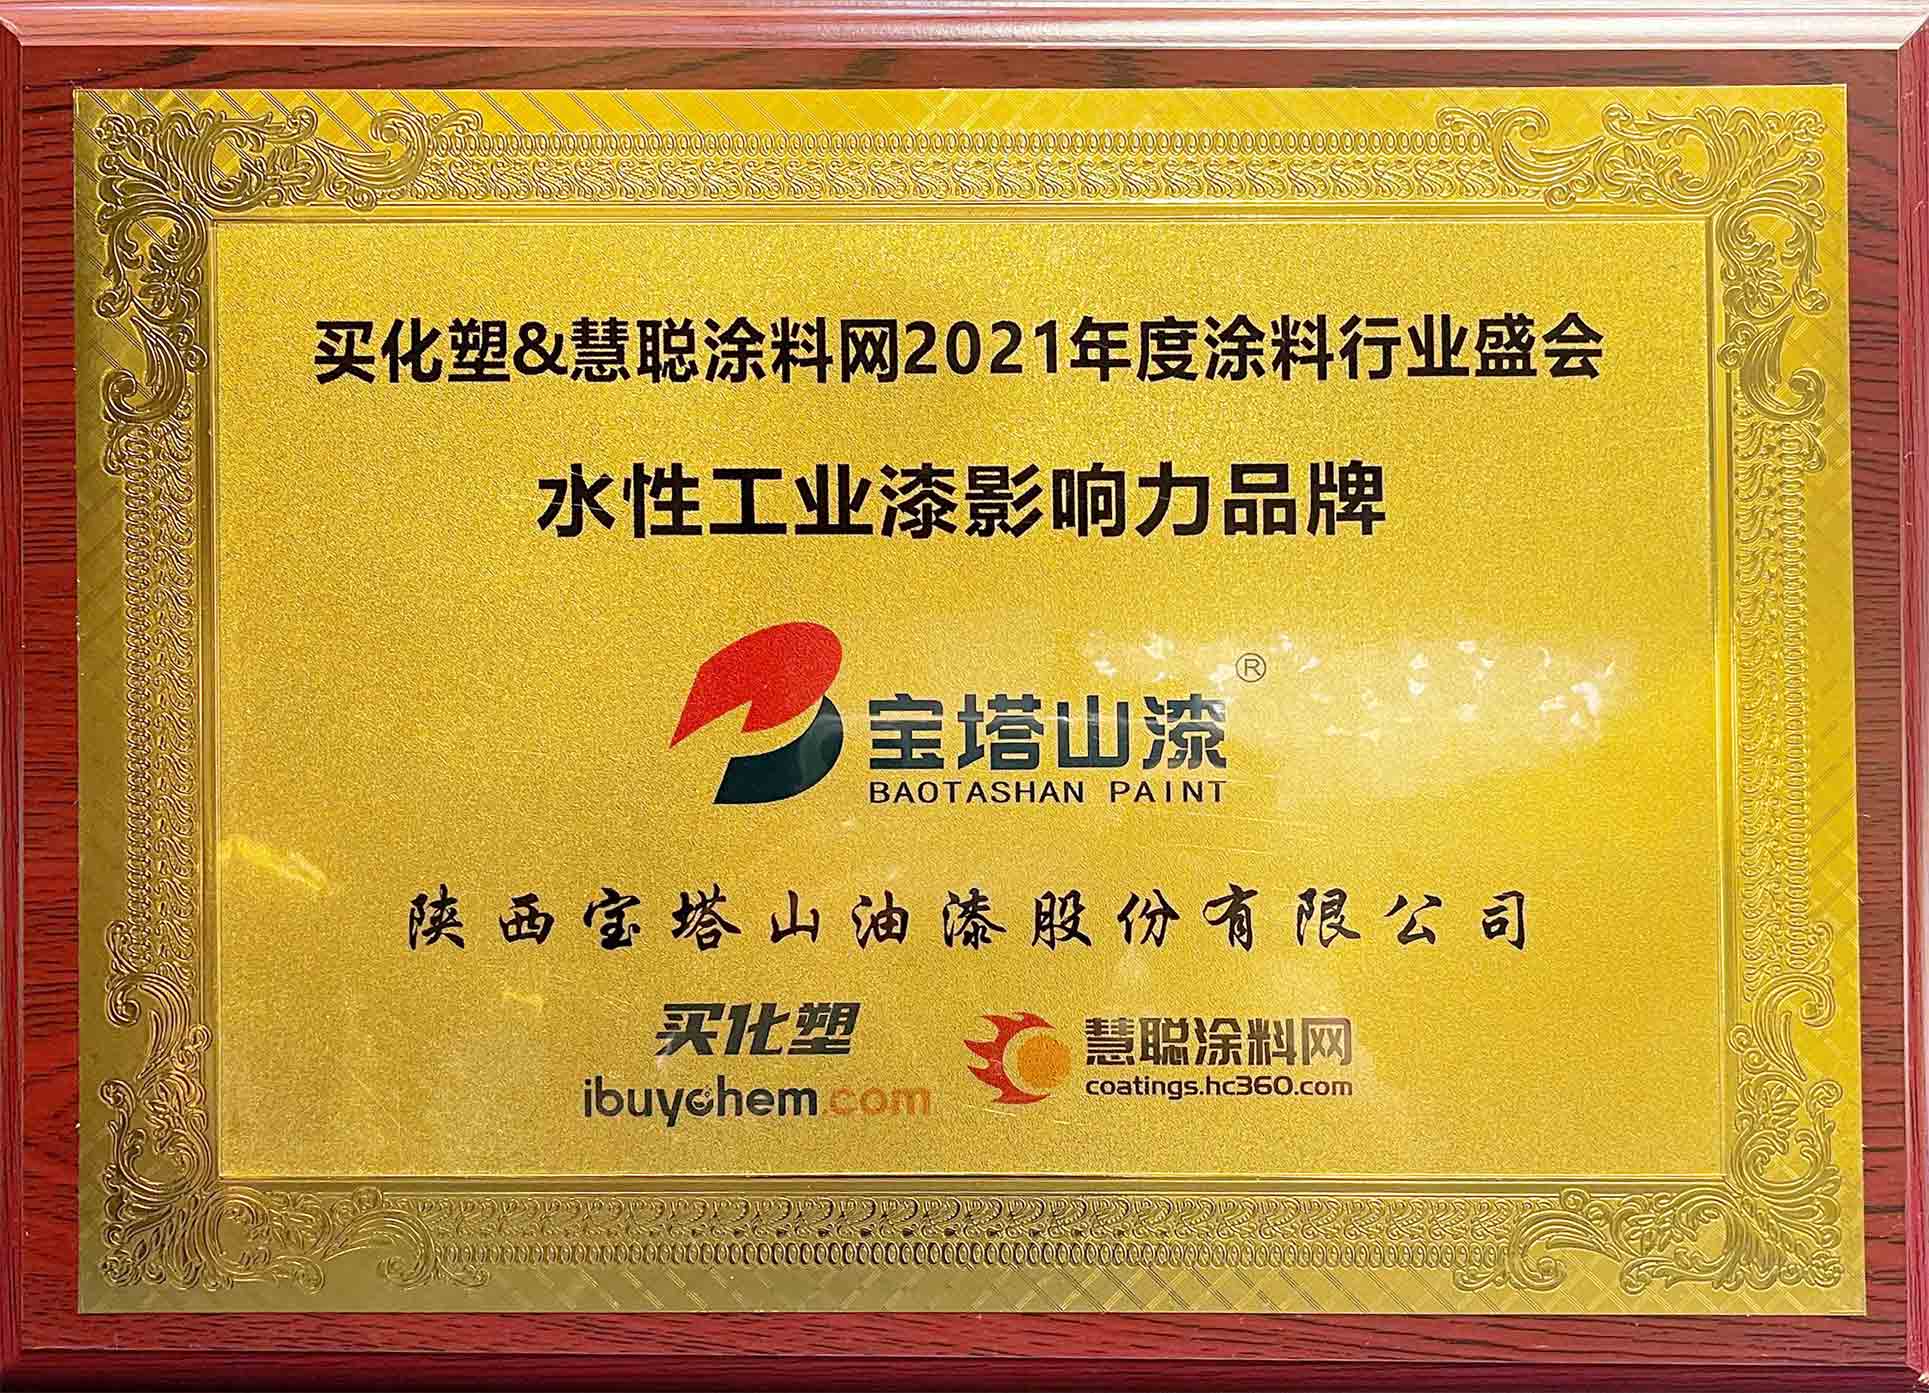 买化塑&慧聪涂料网2021年度涂料行业盛会
水性工业漆影响力品牌
宝塔山漆®
BAOTASHAN PAINT
陕西宝塔山油漆股份有限公司
买化塑
ibuychem.com
慧聪涂料网
coatings.hc360.com